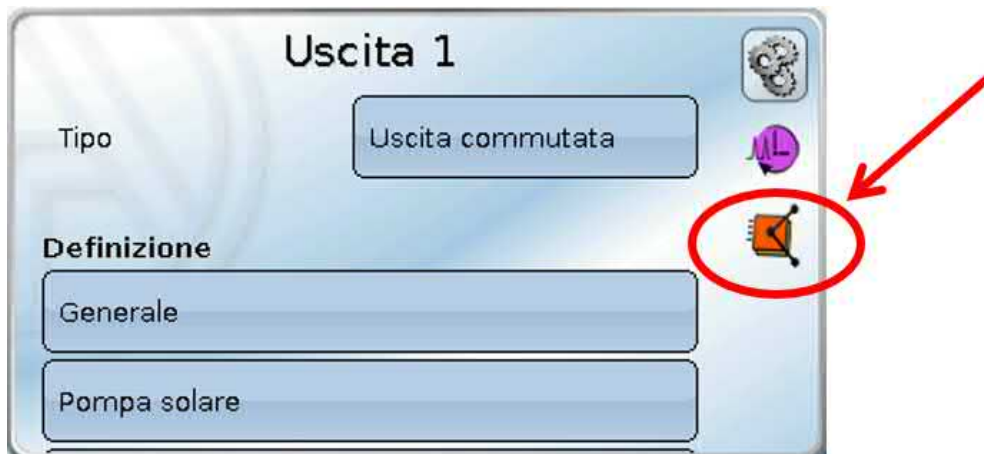 Uscita 1
Tipo
Uscita commutata
Definizione
Generale
Pompa solare